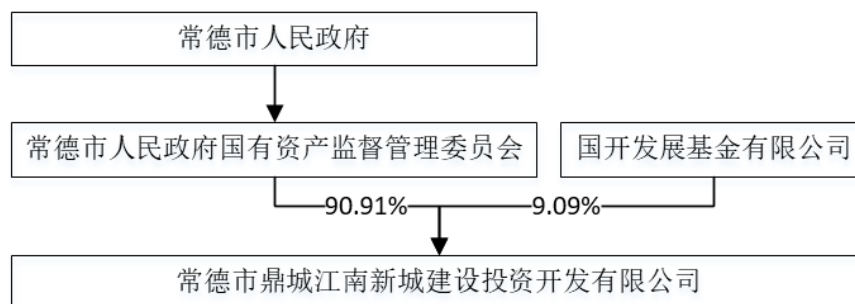 常德市人民政府
常德市人民政府国有资产监督管理委员会
国开发展基金有限公司
90.91%
9.09%
常德市鼎城江南新城建设投资开发有限公司